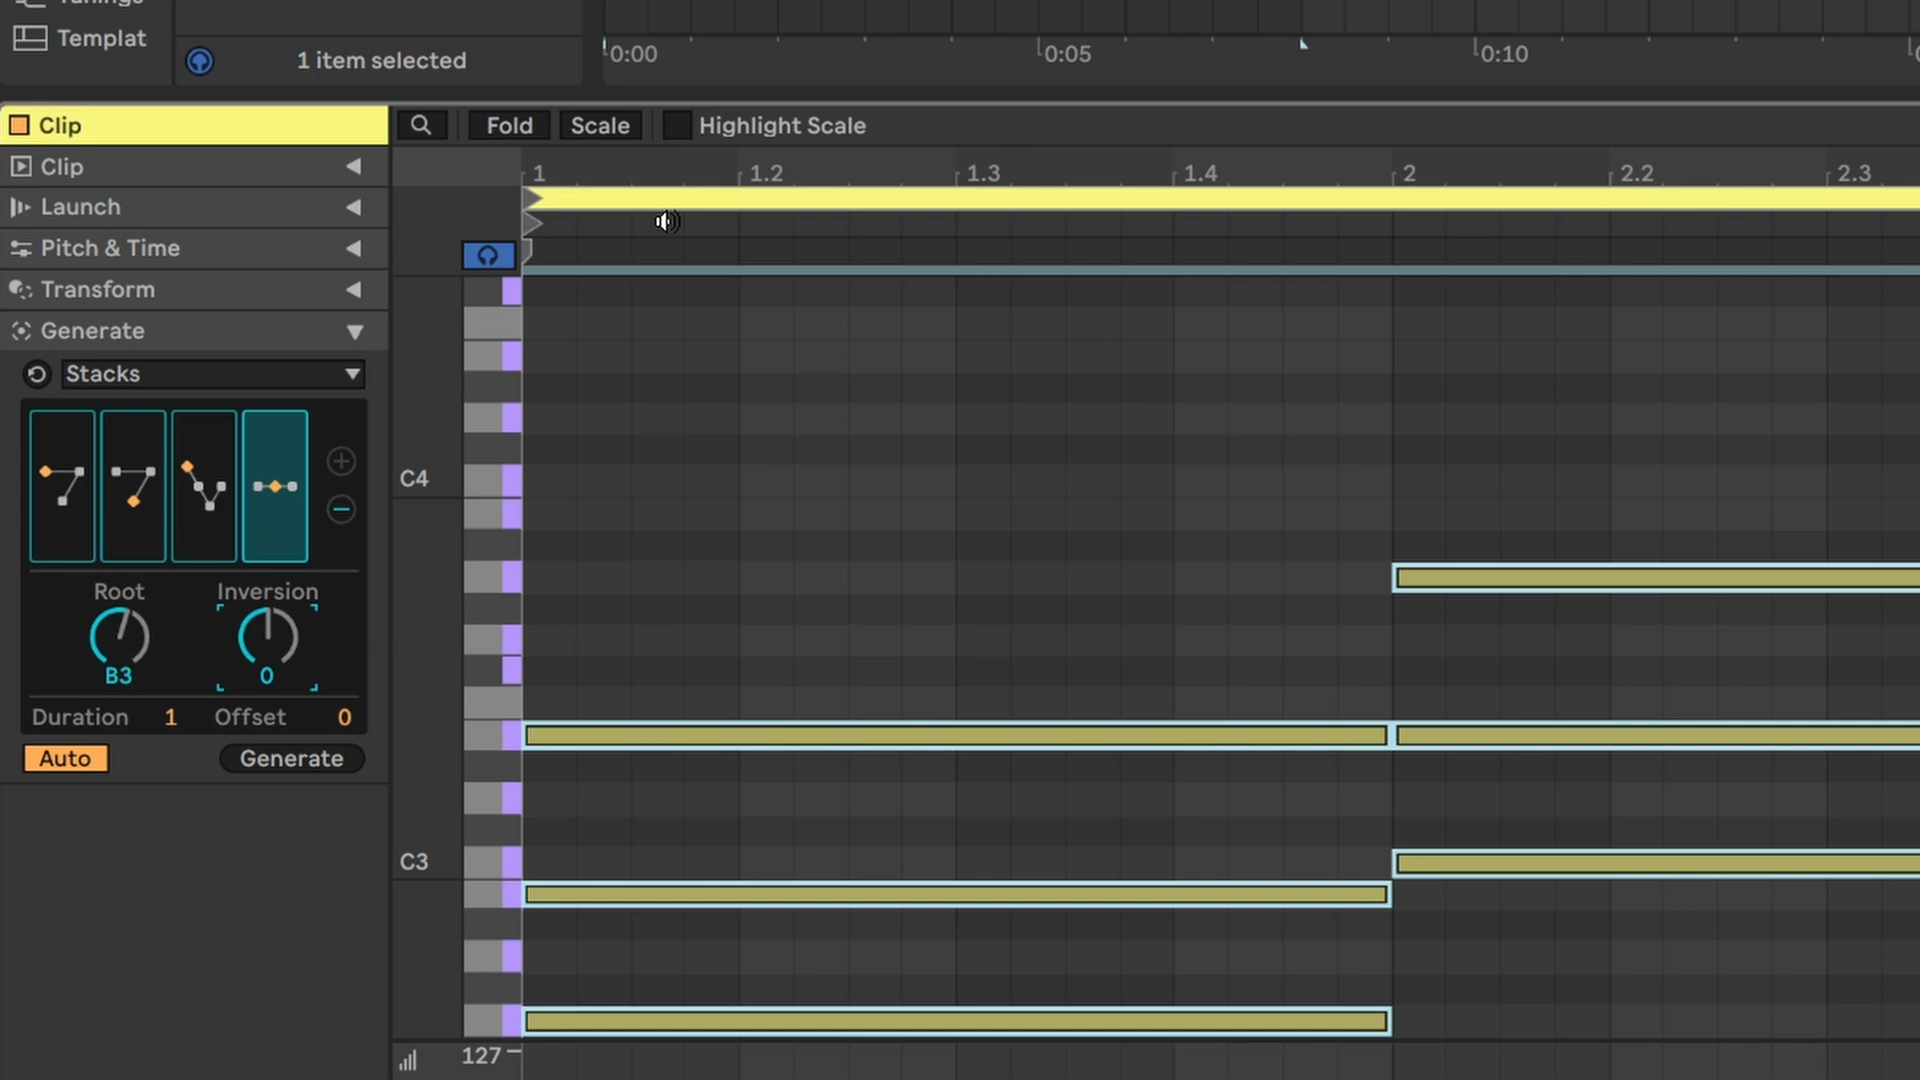 Tunings
Templat
1 item selected
0:00
0:05
0:10
Clip
Fold
Scale
Highlight Scale
Clip
Launch
Pitch & Time
Transform
Generate
1
1.2
1.3
1.4
2
2.2
2.3
Stacks
Root
Inversion
B3
0
Duration 1
Offset 0
Auto
Generate
C4
C3
127